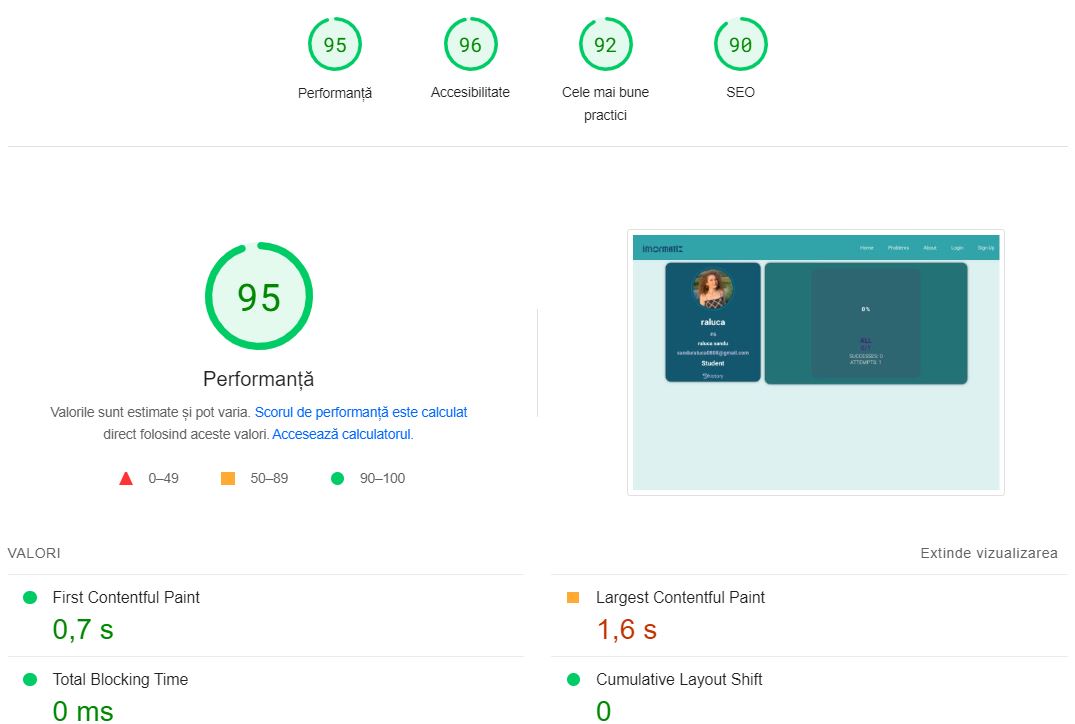 95
96
92
90
Performanță
Accesibilitate
Cele mai bune
practici
SEO
95
Performanță
Valorile sunt estimate și pot varia. Scorul de performanță este calculat
direct folosind aceste valori. Accesează calculatorul.
0–49
50–89
90–100
Home
Problems
About
Login
Sign Up
raluca
raluca sandu
sanduraluca0808@gmail.com
Student
history
0 %
ALL
0/1
SUCCESSES: 0
ATTEMPTS: 1
VALORI
Extinde vizualizarea
First Contentful Paint
0,7 s
Largest Contentful Paint
1,6 s
Total Blocking Time
0 ms
Cumulative Layout Shift
0